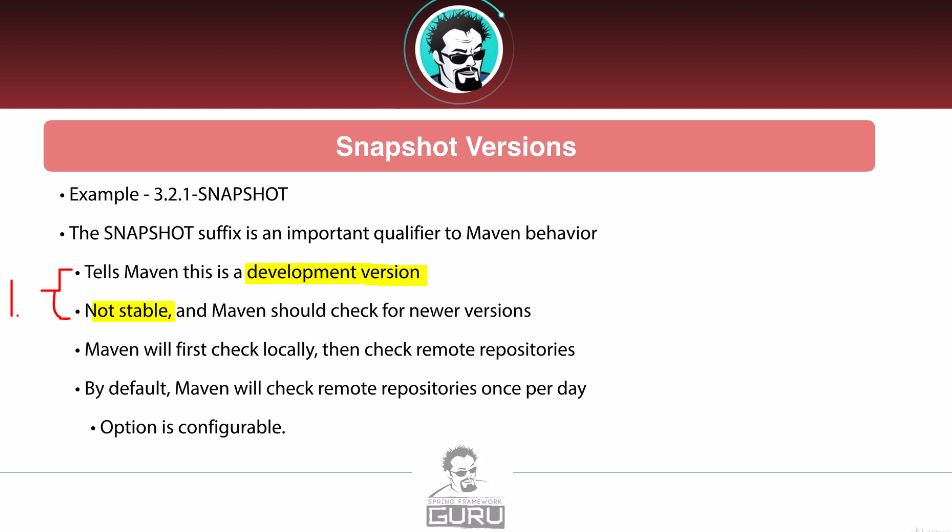 Snapshot Versions
• Example - 3.2.1-SNAPSHOT
• The SNAPSHOT suffix is an important qualifier to Maven behavior
• Tells Maven this is a development version
1.
• Not stable, and Maven should check for newer versions
• Maven will first check locally, then check remote repositories
• By default, Maven will check remote repositories once per day
• Option is configurable.
SPRING FRAMEWORK
GURU